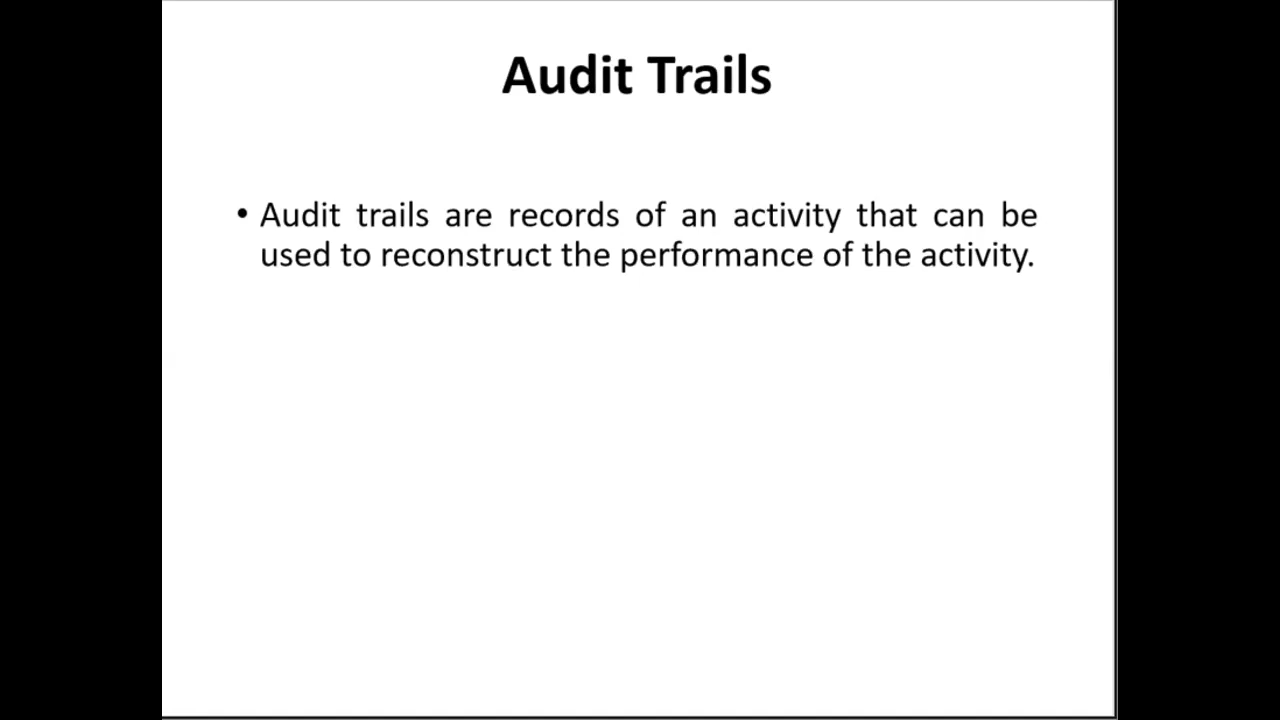 Audit Trails
• Audit trails are records of an activity that can be
used to reconstruct the performance of the activity.